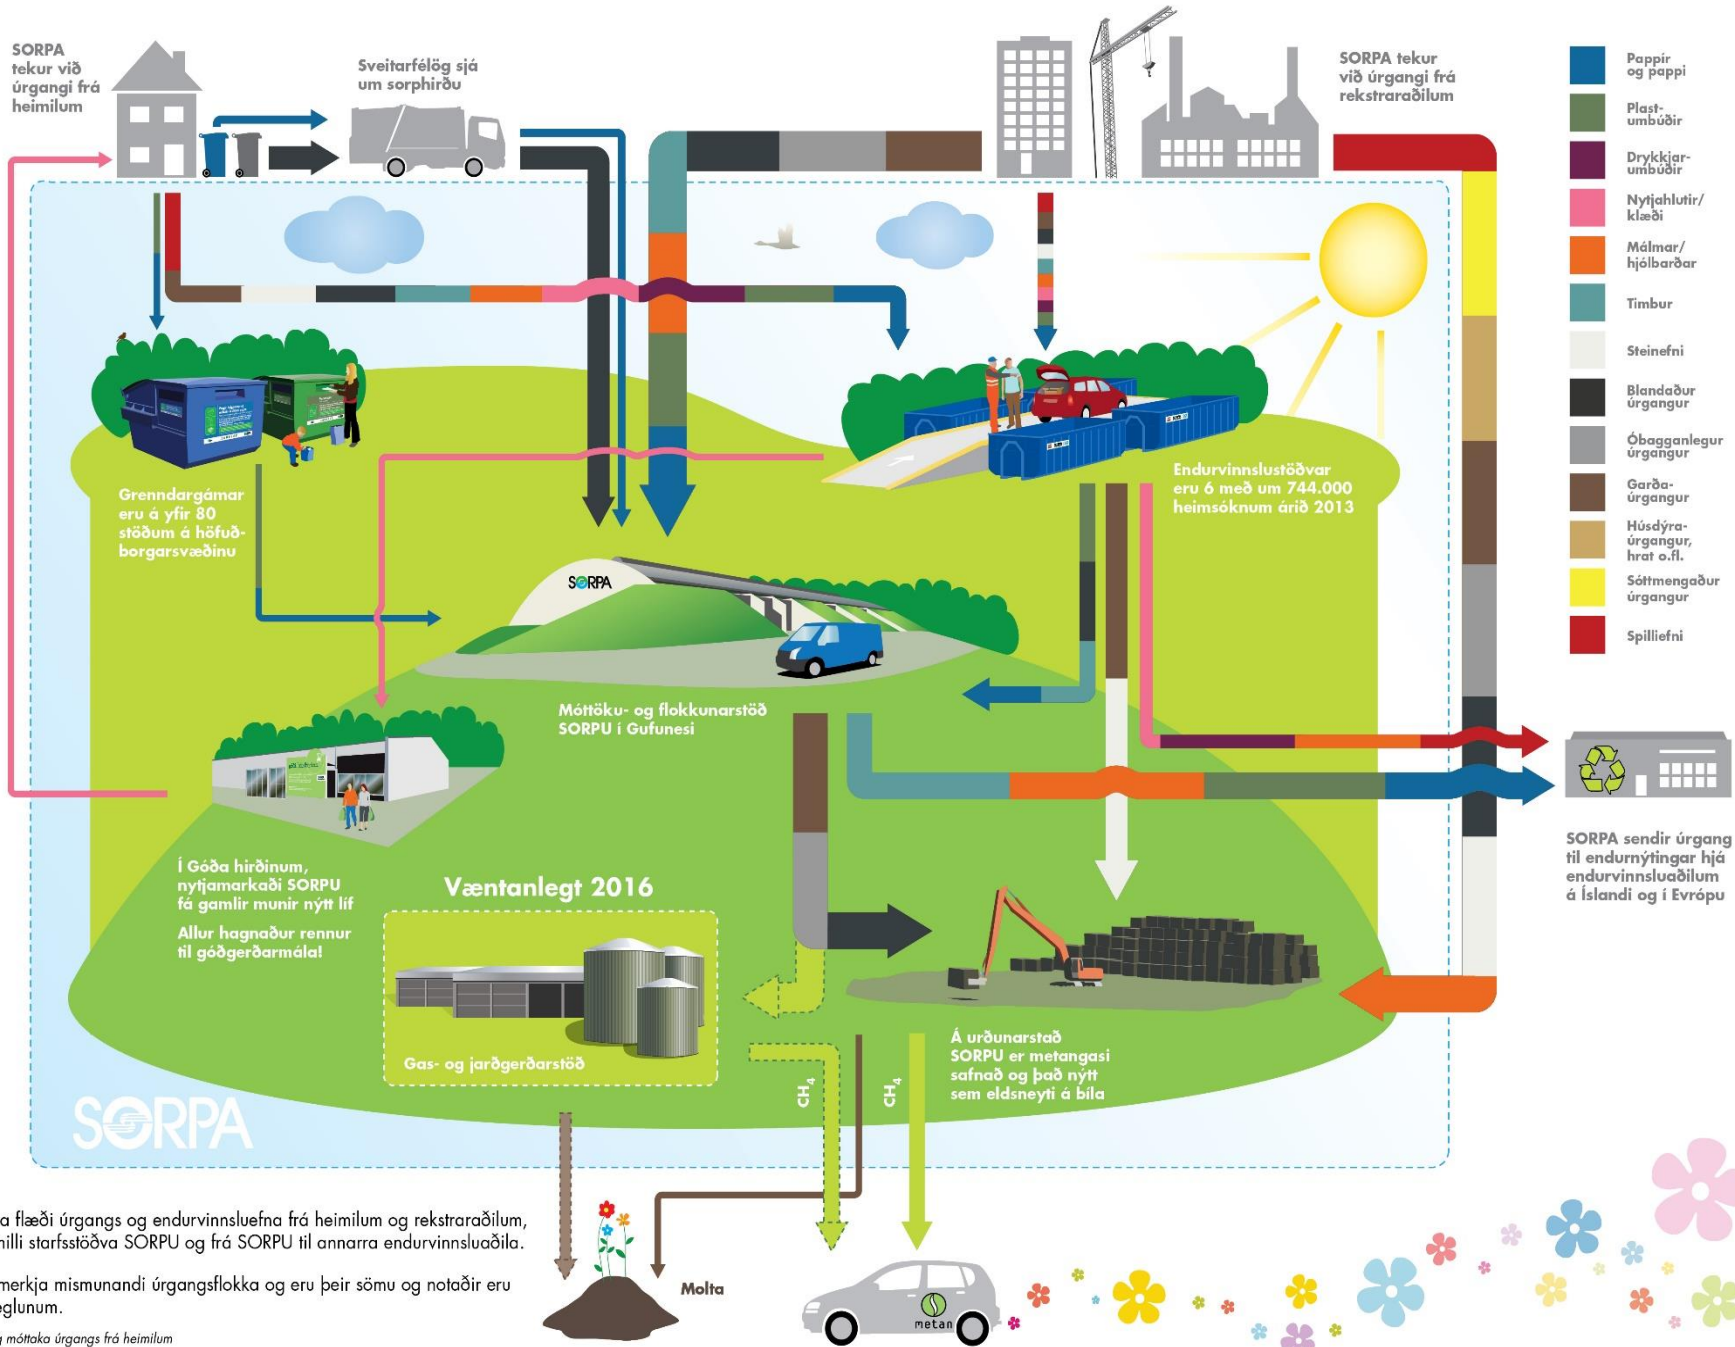 SORPA
tekur við
úrgangi frá
heimilum
Sveitarfélög sjá
um sorphirðu
SORPA tekur
við úrgangi frá
rekstraraðilum
Pappír
og pappi
Plast-
umbúðir
Drykkjar-
umbúðir
Nytjahlutir/
klæði
Málmar/
hjólbarðar
Timbur
Steinefni
Blandaður
úrgangur
Óbagganlegur
úrgangur
Garða-
úrgangur
Húsdýra-
úrgangur,
hrat o.fl.
Sóttmengaður
úrgangur
Spilliefni
Grenndargámar
eru á yfir 80
stöðum á höfuð-
borgarsvæðinu
Endurvinnslustöðvar
eru 6 með um 744.000
heimsóknum árið 2013
SORPA
Móttöku- og flokkunarstöð
SORPU í Gufunesi
Í Góða hirðinum,
nytjamarkaði SORPU
fá gamlir munir nýtt líf
Allur hagnaður rennur
til góðgerðarmála!
Væntanlegt 2016
Gas- og jarðgerðarstöð
SORPA sendir úrgang
til endurnýtingar hjá
endurvinnsluaðilum
á Íslandi og í Evrópu
Á urðunarstað
SORPU er metangasi
safnað og það nýtt
sem eldsneyti á bíla
CH₄
CH₄
SORPA
a flæði úrgangs og endurvinnsluefna frá heimilum og rekstraraðilum,
milli starfsstöðva SORPU og frá SORPU til annarra endurvinnsluaðila.
merkja mismunandi úrgangsflokka og eru þeir sömu og notaðir eru
eglunum.
g móttaka úrgangs frá heimilum
Molta
metan